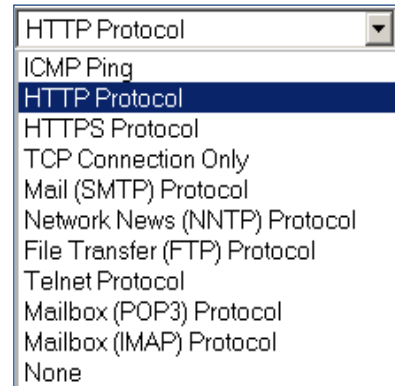 HTTP Protocol
ICMP Ping
HTTP Protocol
HTTPS Protocol
TCP Connection Only
Mail (SMTP) Protocol
Network News (NNTP) Protocol
File Transfer (FTP) Protocol
Telnet Protocol
Mailbox (POP3) Protocol
Mailbox (IMAP) Protocol
None